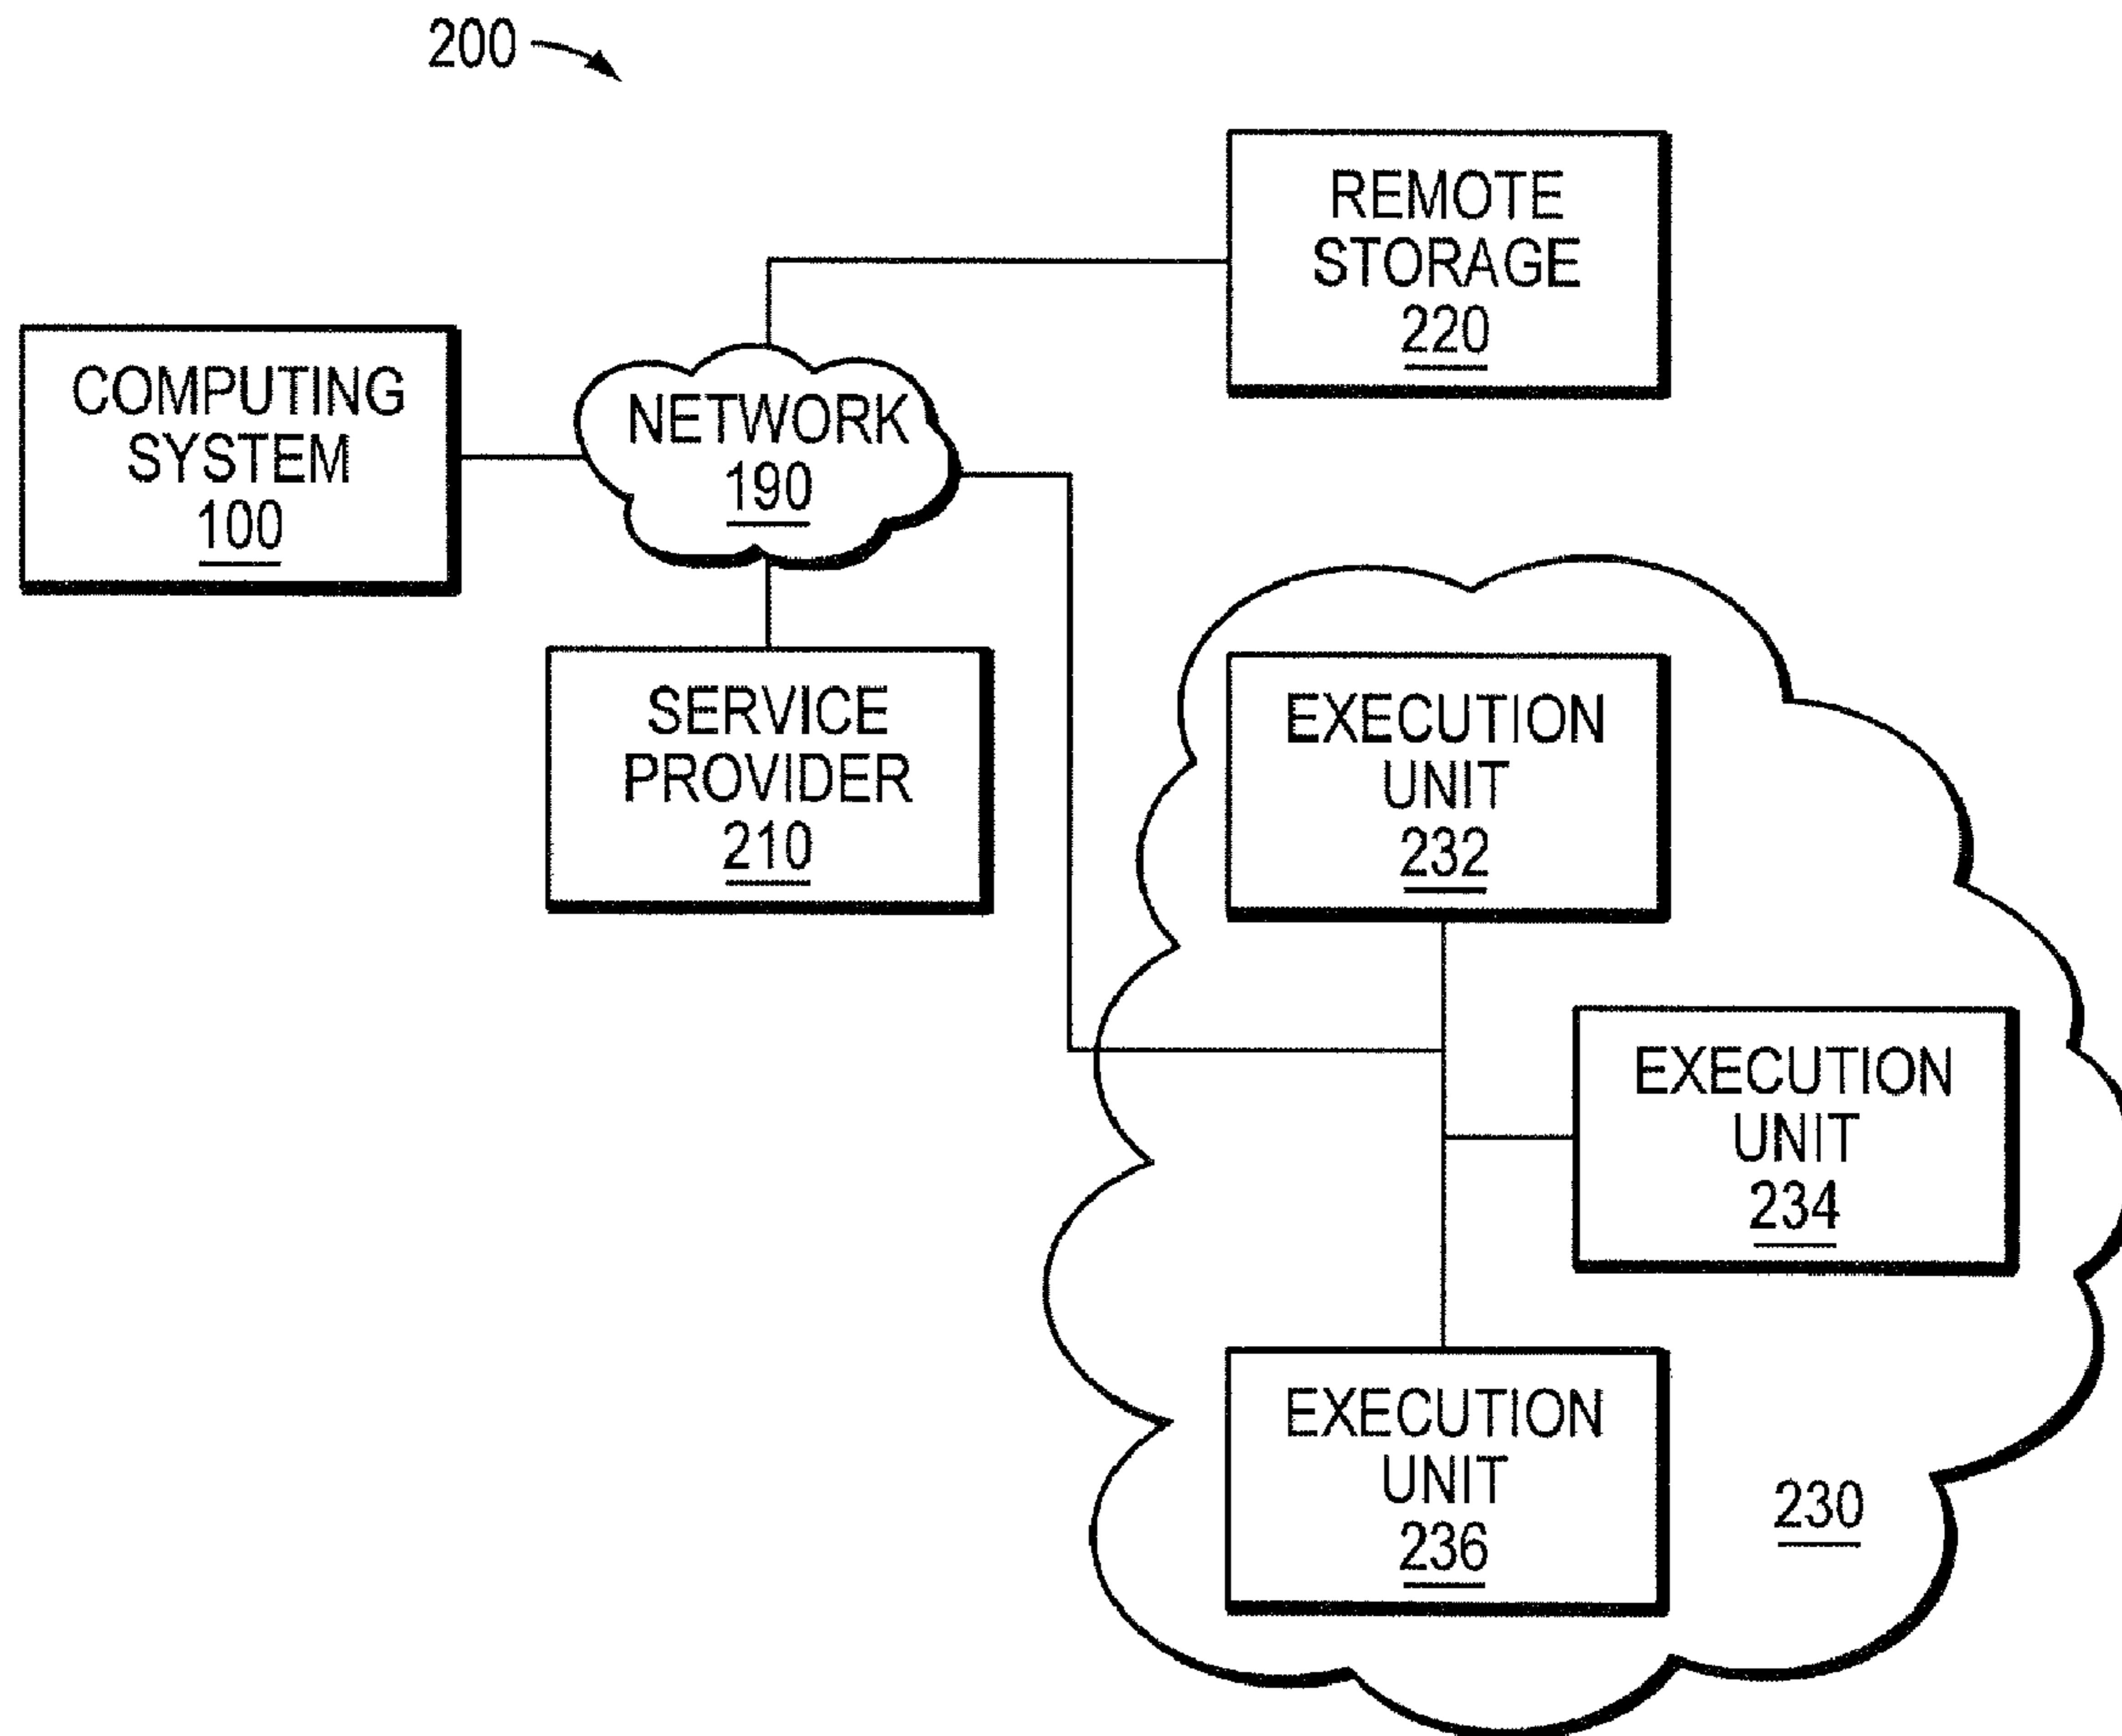 200
REMOTE
STORAGE
220
COMPUTING
SYSTEM
100
NETWORK
190
SERVICE
PROVIDER
210
EXECUTION
UNIT
232
EXECUTION
UNIT
234
EXECUTION
UNIT
236
230